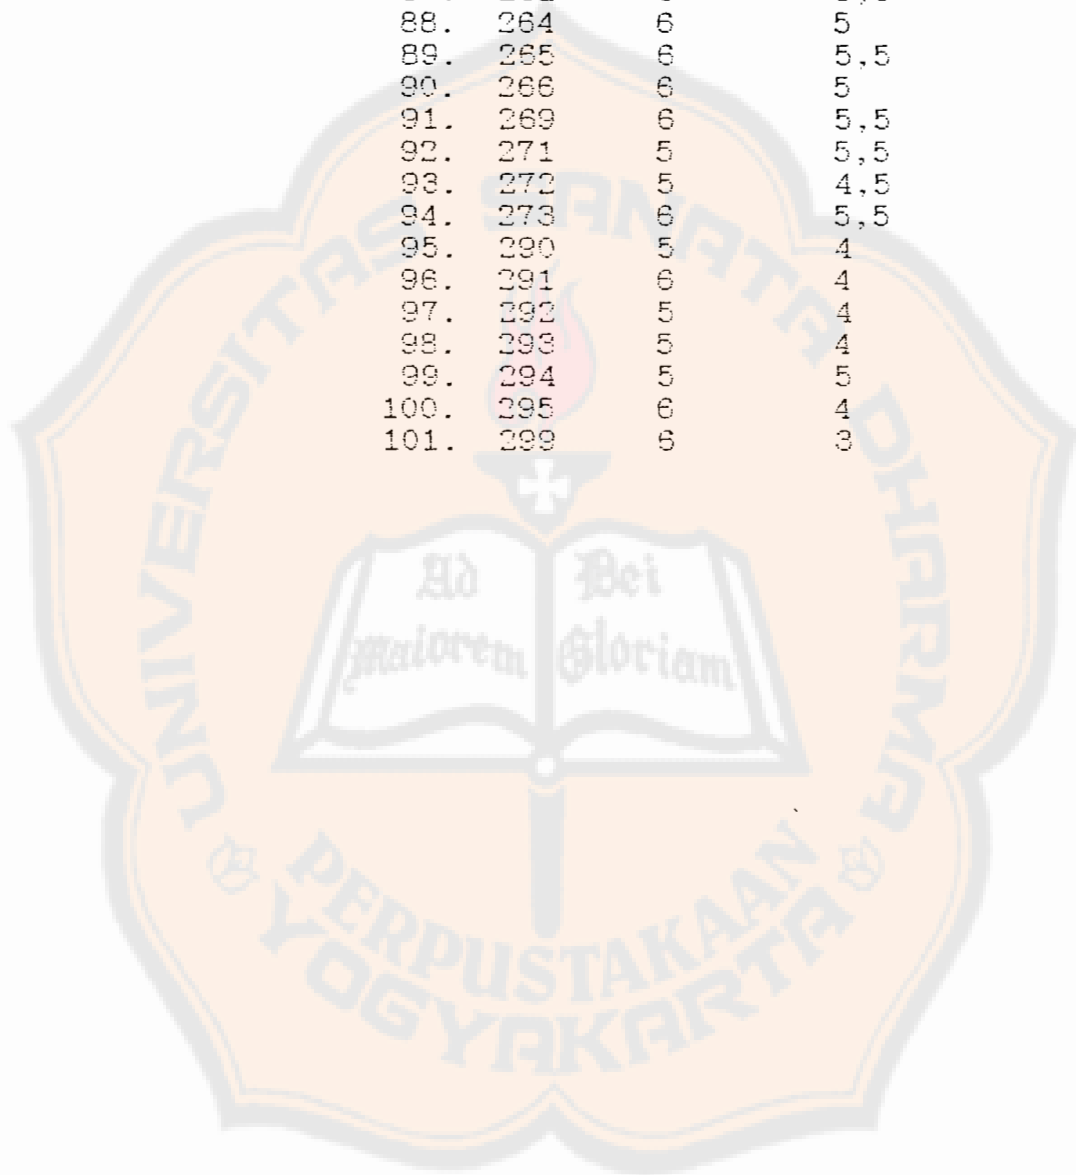 88. 264 6 5
89. 265 6 5,5
90. 266 6 5
91. 269 6 5,5
92. 271 5 5,5
93. 272 5 4,5
94. 273 6 5,5
95. 290 5 4
96. 291 6 4
97. 292 5 4
98. 293 5 4
99. 294 5 5
100. 295 6 4
101. 299 6 3
UNIVERSITAS SANATA DHARMA
Ad Dei
Maiorem Gloriam
PERPUSTAKAAN
YOGYAKARTA